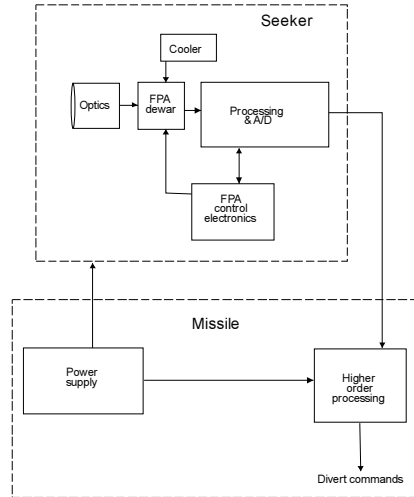 Seeker
Cooler
Optics
FPA
dewar
Processing
& A/D
FPA
control
electronics
Missile
Power
supply
Higher
order
processing
Divert commands